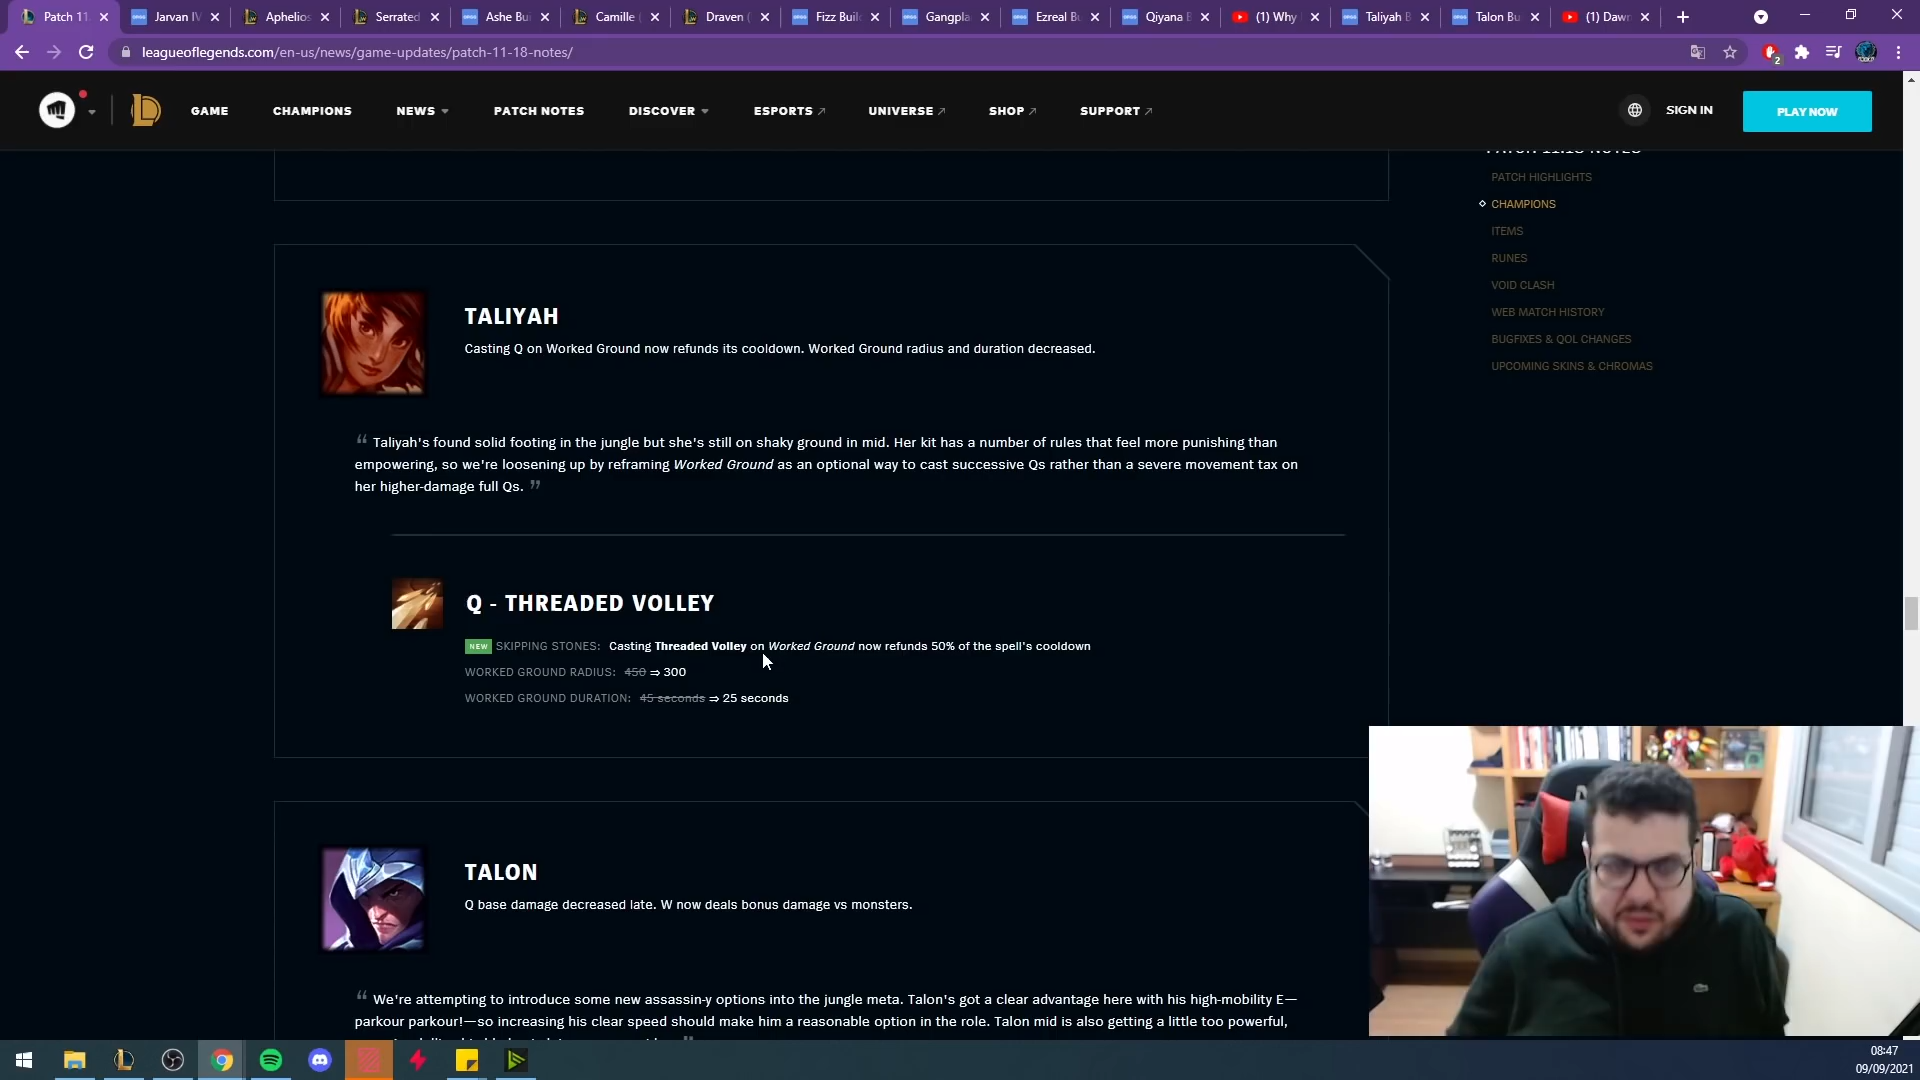 Patch 11.
Jarvan IV
Aphelios
Serrated
Ashe Bui
Camille (
Draven (
Fizz Buil
Gangpla
Ezreal Bu
Qiyana B
(1) Why
Taliyah B
Talon Bu
(1) Dawn
leagueoflegends.com/en-us/news/game-updates/patch-11-18-notes/
2
GAME
CHAMPIONS
NEWS
PATCH NOTES
DISCOVER
ESPORTS
UNIVERSE
SHOP
SUPPORT
SIGN IN
PLAY NOW
PATCH 11.18 NOTES
PATCH HIGHLIGHTS
CHAMPIONS
ITEMS
RUNES
VOID CLASH
WEB MATCH HISTORY
BUGFIXES & QOL CHANGES
UPCOMING SKINS & CHROMAS
TALIYAH
Casting Q on Worked Ground now refunds its cooldown. Worked Ground radius and duration decreased.
“ Taliyah's found solid footing in the jungle but she's still on shaky ground in mid. Her kit has a number of rules that feel more punishing than
empowering, so we're loosening up by reframing Worked Ground as an optional way to cast successive Qs rather than a severe movement tax on
her higher-damage full Qs. ”
Q - THREADED VOLLEY
NEW SKIPPING STONES: Casting Threaded Volley on Worked Ground now refunds 50% of the spell's cooldown
WORKED GROUND RADIUS: 450 ⇒ 300
WORKED GROUND DURATION: 45 seconds ⇒ 25 seconds
TALON
Q base damage decreased late. W now deals bonus damage vs monsters.
“ We're attempting to introduce some new assassin-y options into the jungle meta. Talon's got a clear advantage here with his high-mobility E—
parkour parkour!—so increasing his clear speed should make him a reasonable option in the role. Talon mid is also getting a little too powerful,
08:47
09/09/2021